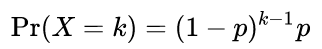 Pr(X = k) = (1 − p)^{k−1}p